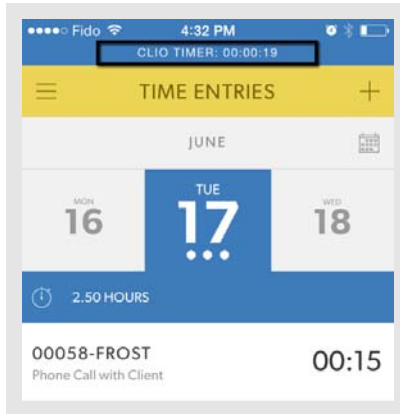 Fido 4:32 PM
CLIO TIMER: 00:00:19
TIME ENTRIES
JUNE
MON TUE WED
16 17 18
2.50 HOURS
00058-FROST 00:15
Phone Call with Client